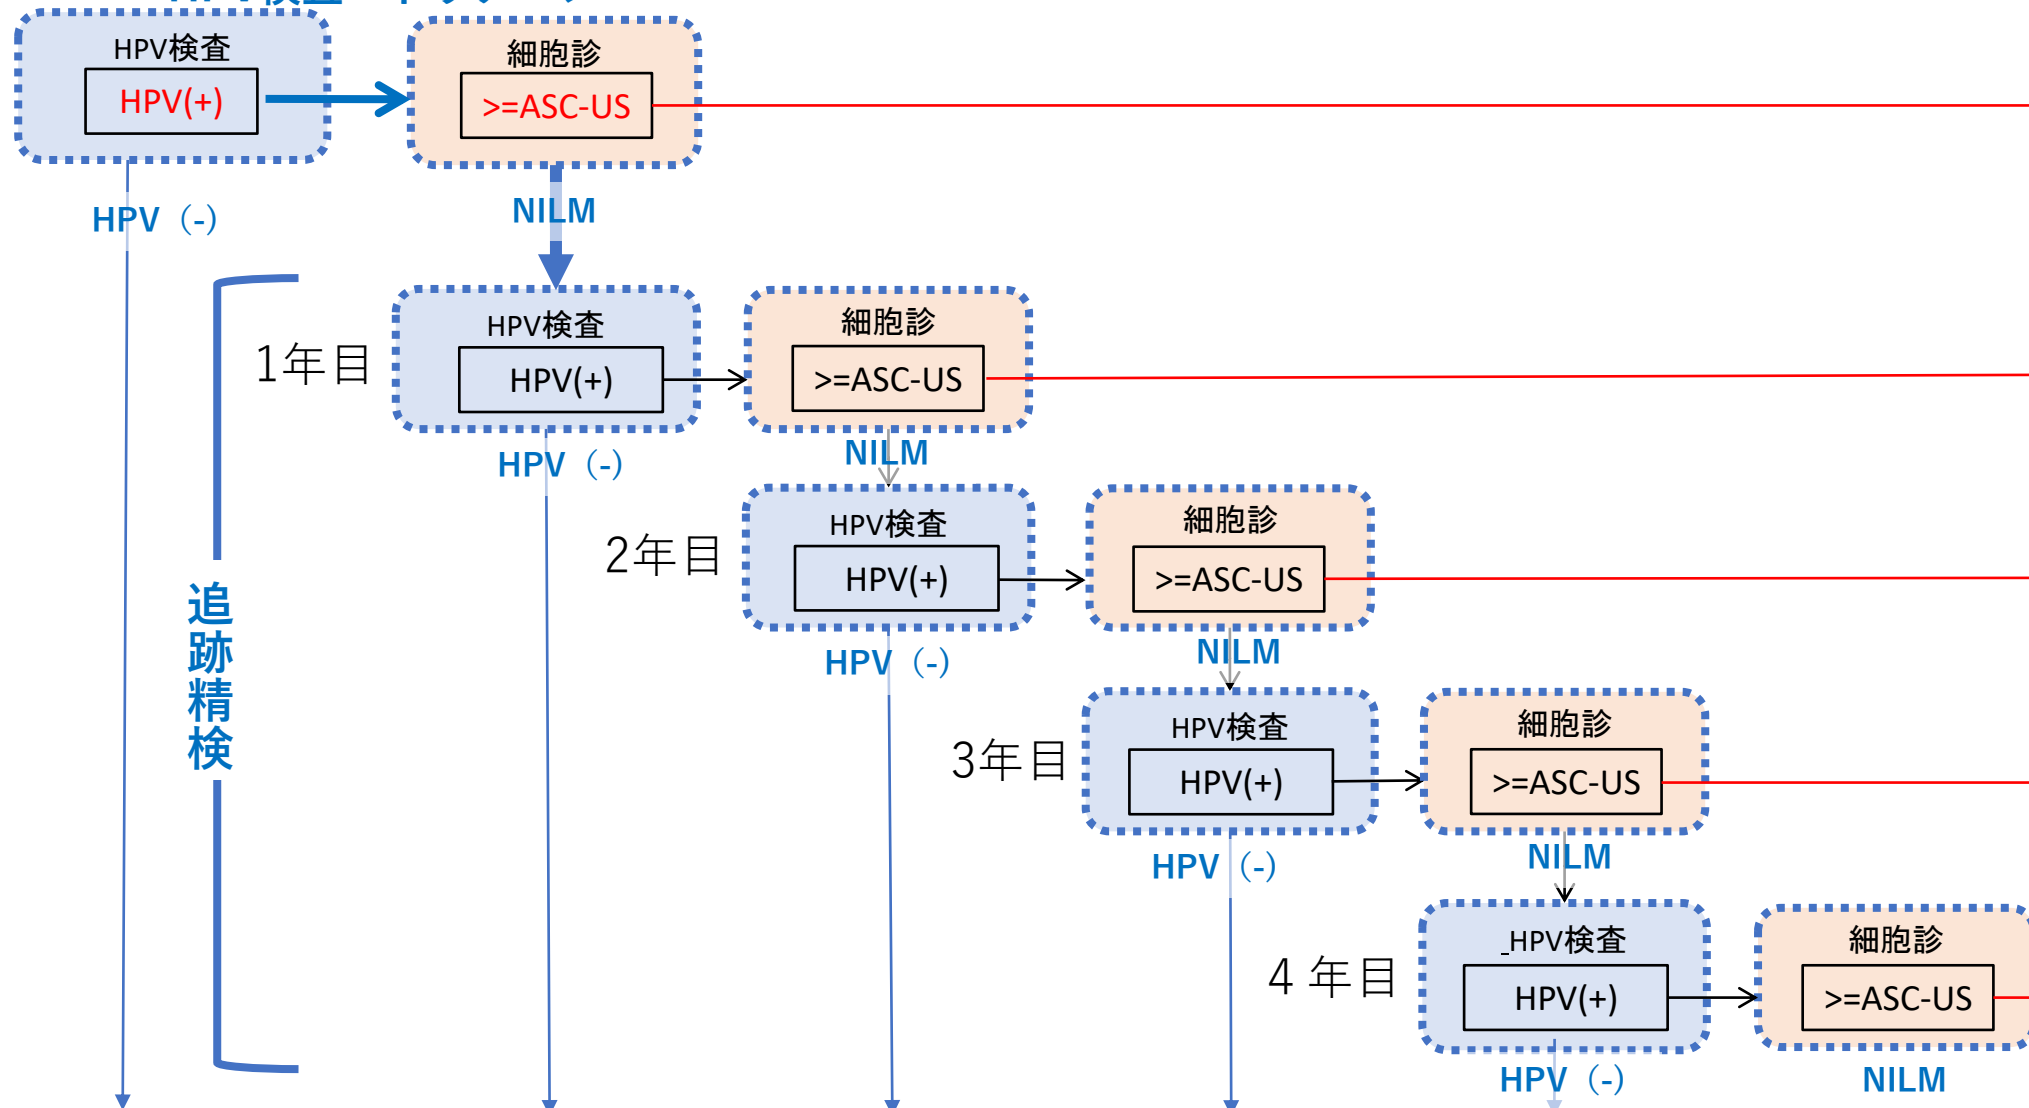 HPV検査
HPV(+)
細胞診
>=ASC-US
HPV（-）
NILM
1年目
HPV検査
HPV(+)
細胞診
>=ASC-US
HPV（-）
NILM
2年目
HPV検査
HPV(+)
細胞診
>=ASC-US
HPV（-）
NILM
追跡精検
3年目
HPV検査
HPV(+)
細胞診
>=ASC-US
HPV（-）
NILM
4 年目
HPV検査
HPV(+)
細胞診
>=ASC-US
HPV（-）
NILM